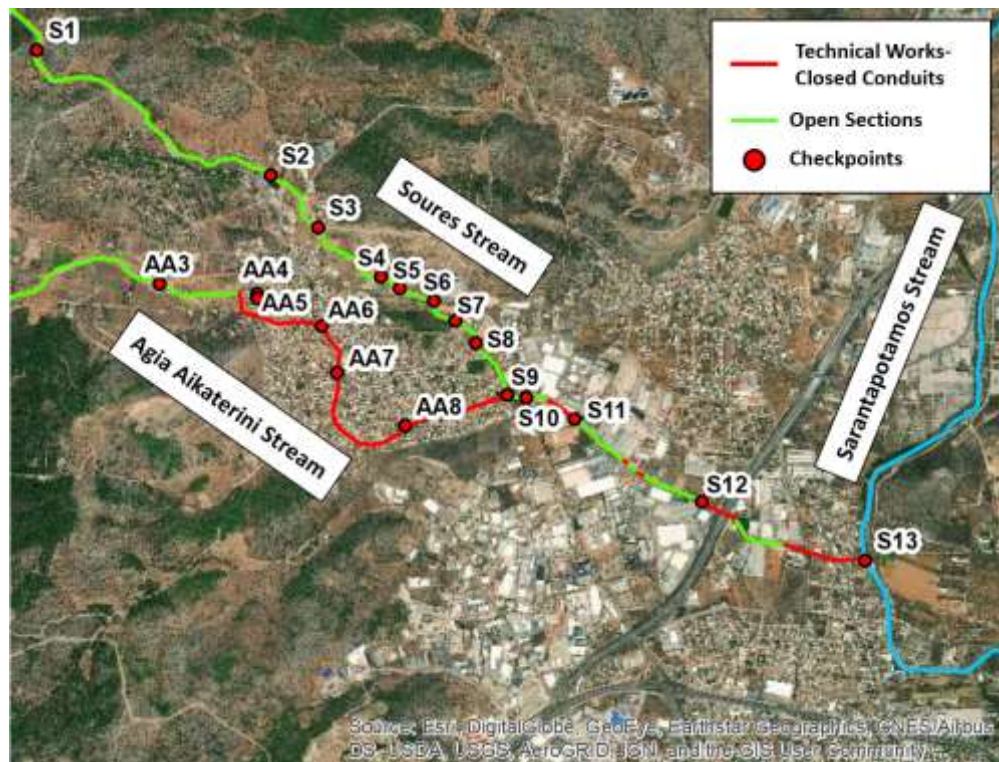 S1
Technical Works-
Closed Conduits
Open Sections
Checkpoints
S2
S3
Soures Stream
S4
S5
S6
S7
S8
AA3
AA4
AA5
AA6
AA7
AA8
Agia Aikaterini Stream
Sarantapotamos Stream
S9
S10
S11
S12
S13
Source: Esri, DigitalGlobe, GeoEye, Earthstar Geographics, CNES/Airbus
DS, USDA, USGS, AeroGRID, IGN, and the GIS User Community